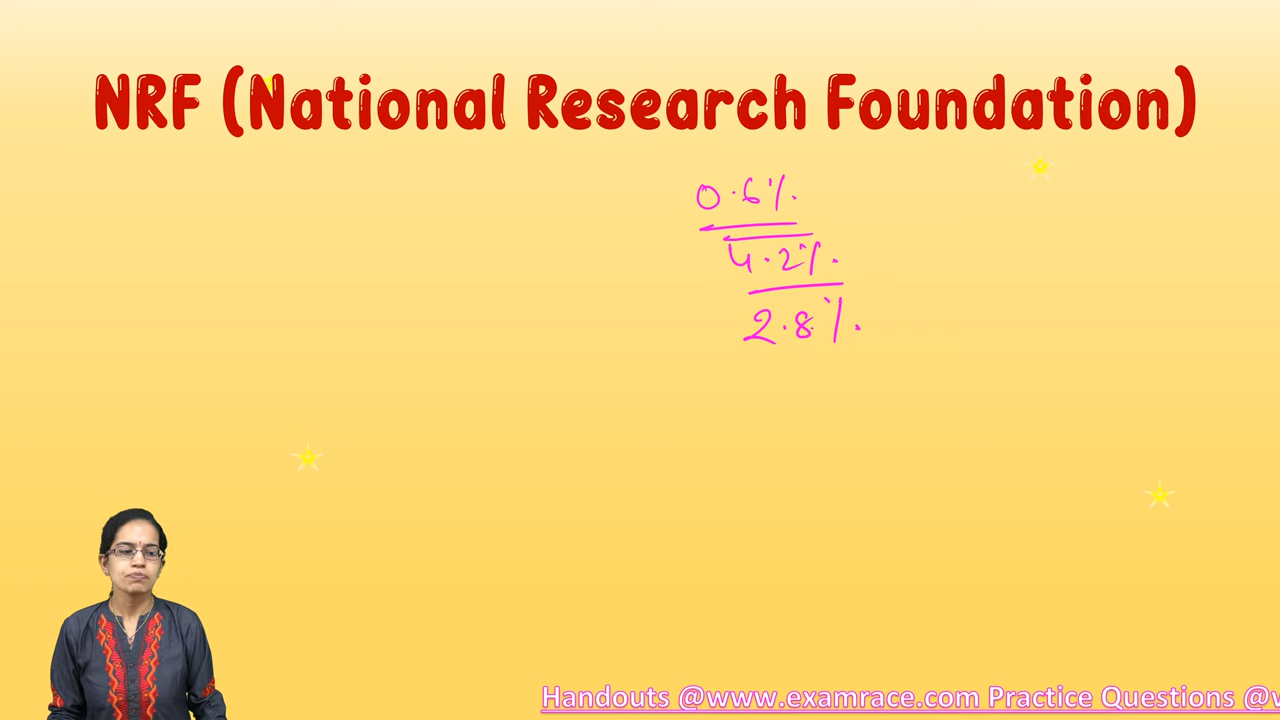 NRF (National Research Foundation)
0.6%
4.2%
2.8%
Handouts @www.examrace.com Practice Questions @w